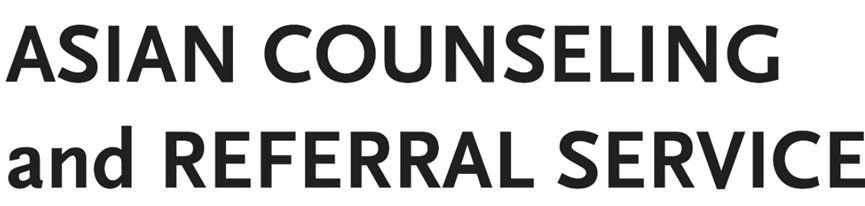 ASIAN COUNSELING
and REFERRAL SERVICE